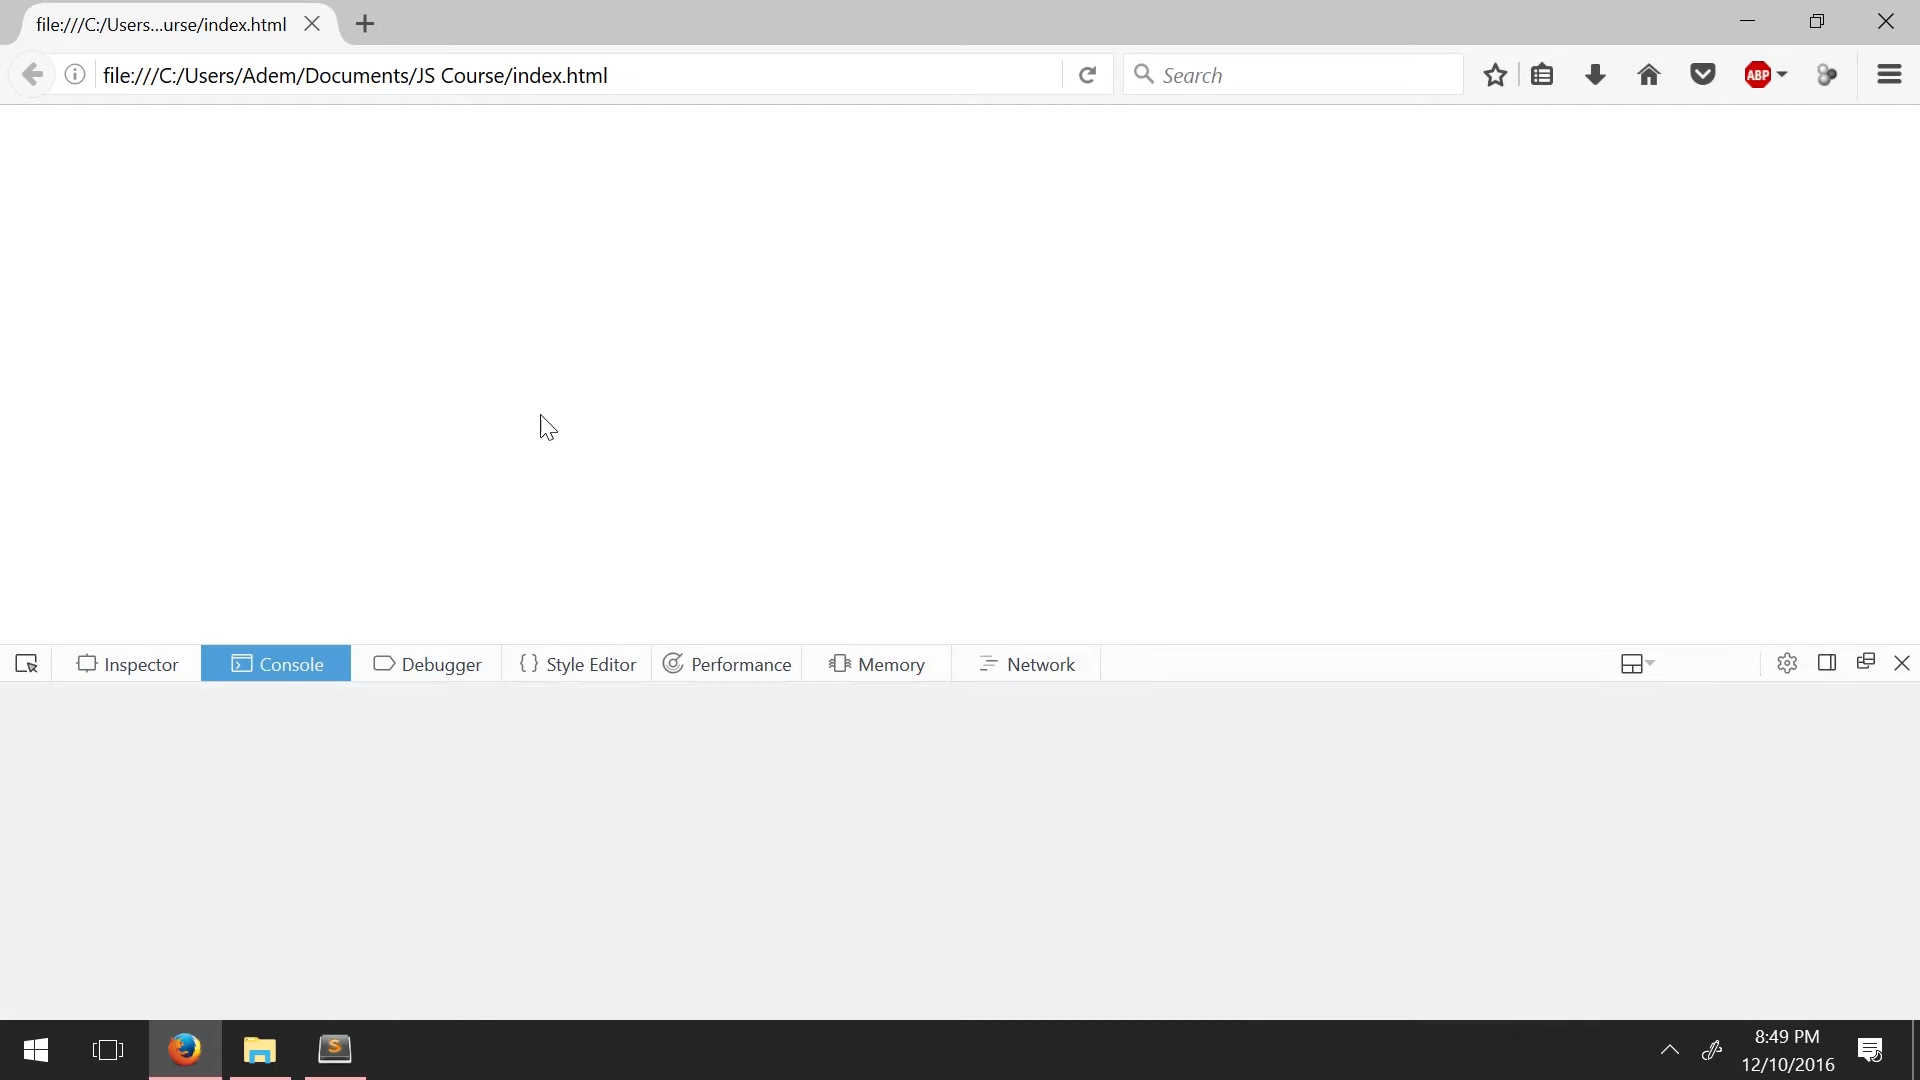 file:///C:/Users...urse/index.html
file:///C:/Users/Adem/Documents/JS Course/index.html
Search
ABP
Inspector
Console
Debugger
Style Editor
Performance
Memory
Network
S
8:49 PM
12/10/2016